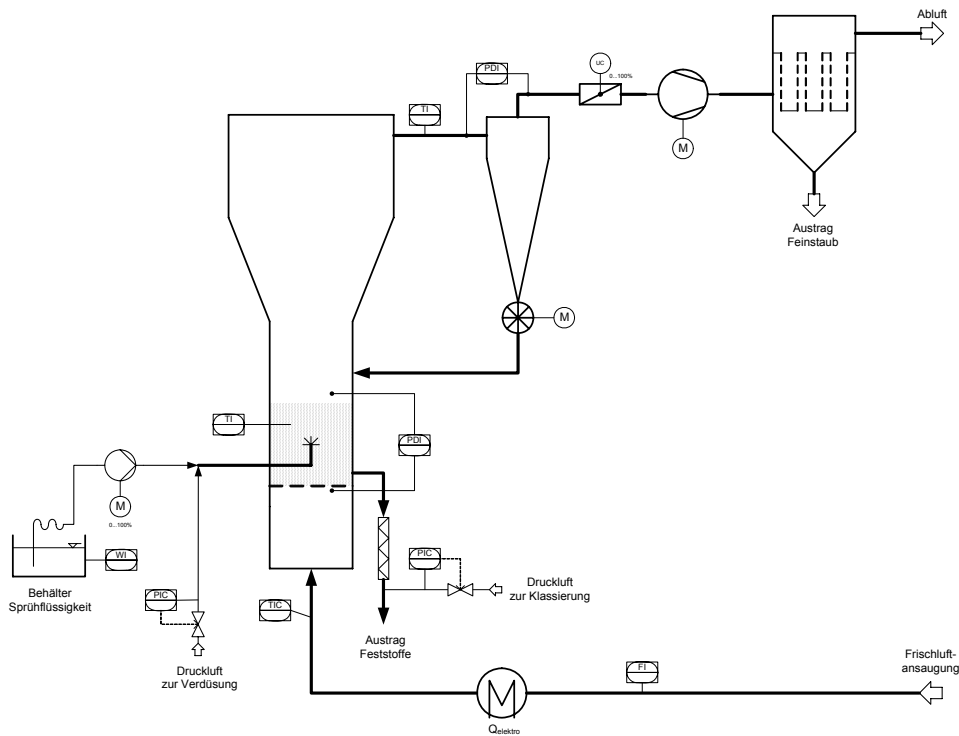 Abluft
PDI
UC
0...100%
TI
M
Austrag
Feinstaub
M
TI
PDI
M
0...100%
WI
PIC
Behälter
Sprühflüssigkeit
PIC
Druckluft
zur Klassierung
TIC
Austrag
Feststoffe
Druckluft
zur Verdüsung
FI
Frischluft-
ansaugung
Qelektro